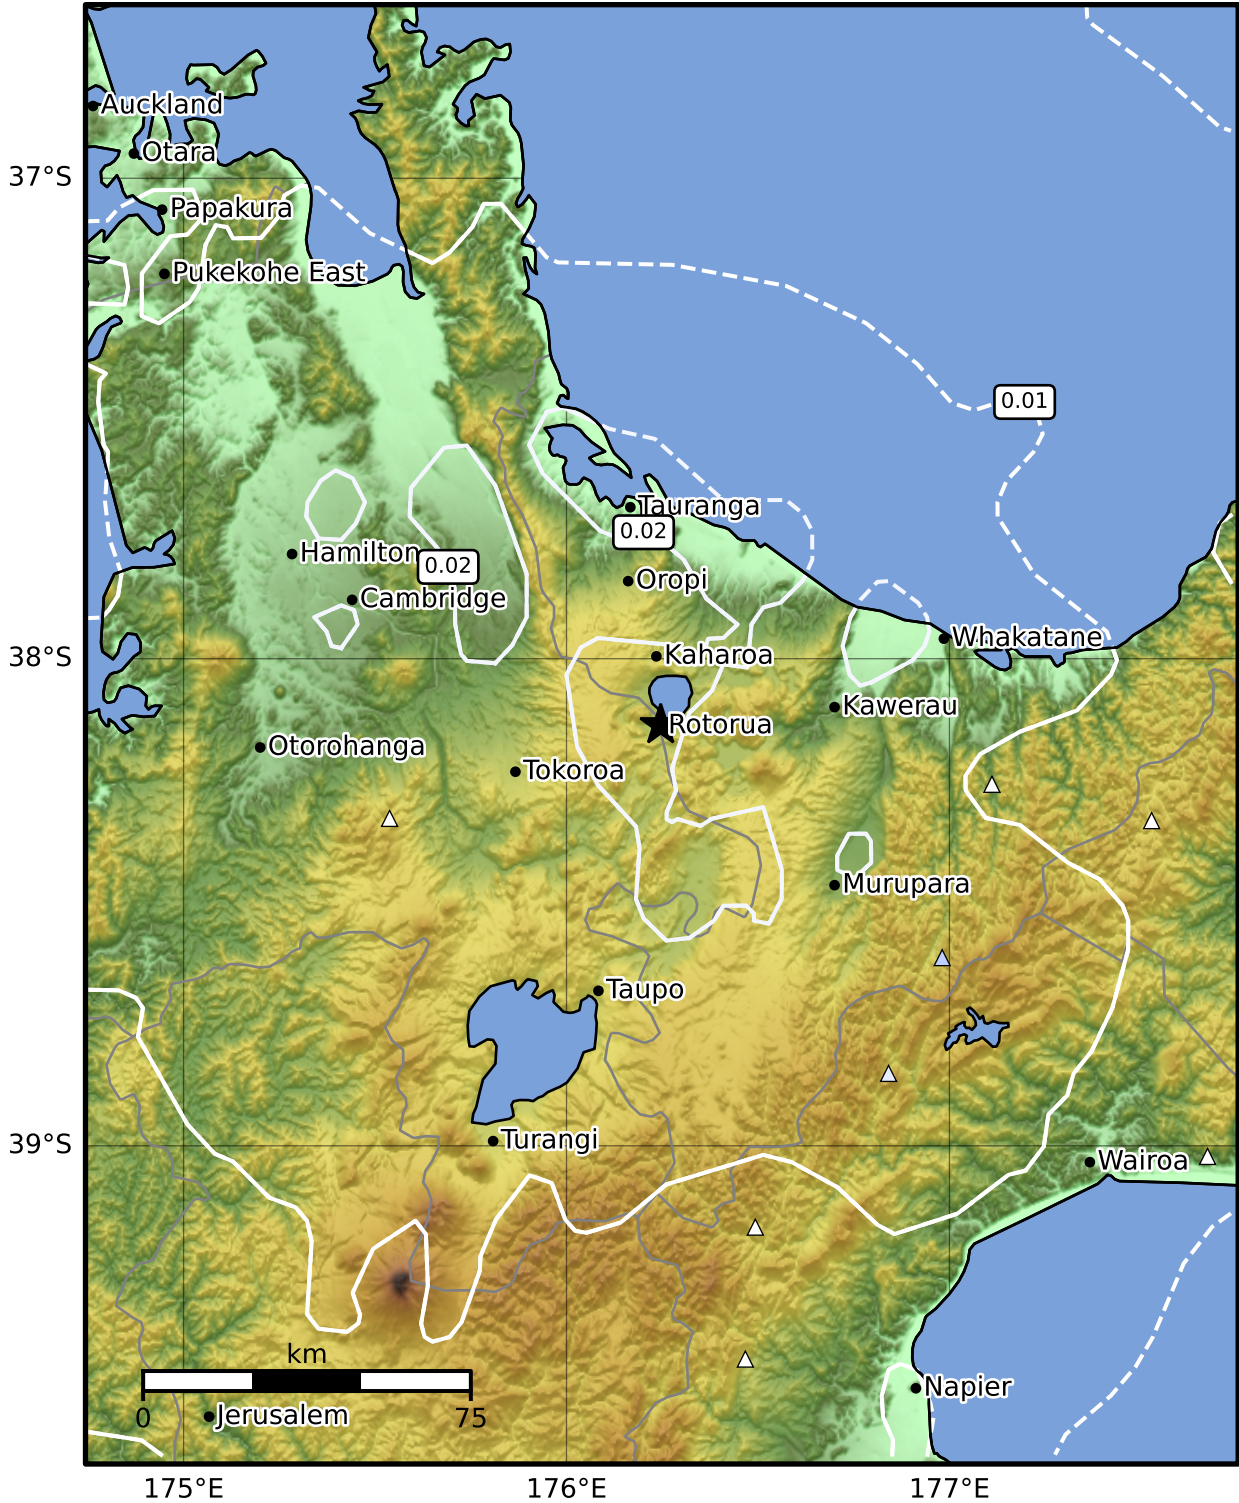 Auckland
Otara
37°S
Papakura
Pukekohe East
0.01
Tauranga
0.02
Hamilton
0.02
Oropi
Cambridge
Whakatane
38°S
Kaharoa
Kawerau
Rotorua
Otorohanga
Tokoroa
Murupara
Taupo
39°S
Turangi
Wairoa
km
Napier
0
75
Jerusalem
175°E
176°E
177°E